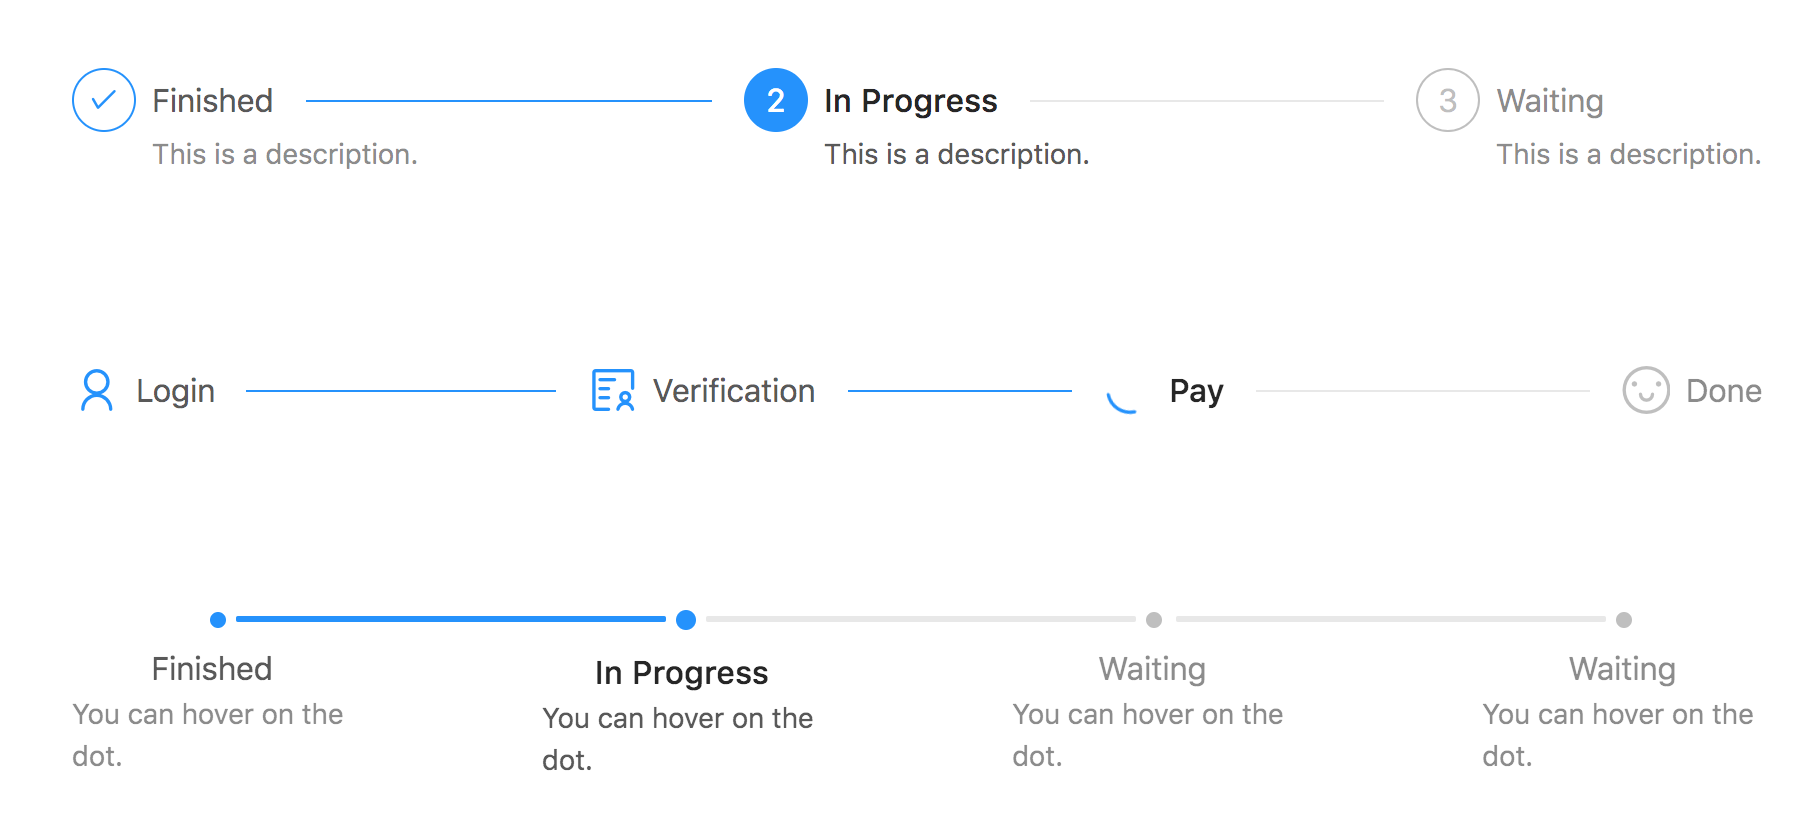 Finished
2 In Progress
3 Waiting
This is a description.
This is a description.
This is a description.
Login
Verification
Pay
Done
Finished
You can hover on the
dot.
In Progress
You can hover on the
dot.
Waiting
You can hover on the
dot.
Waiting
You can hover on the
dot.